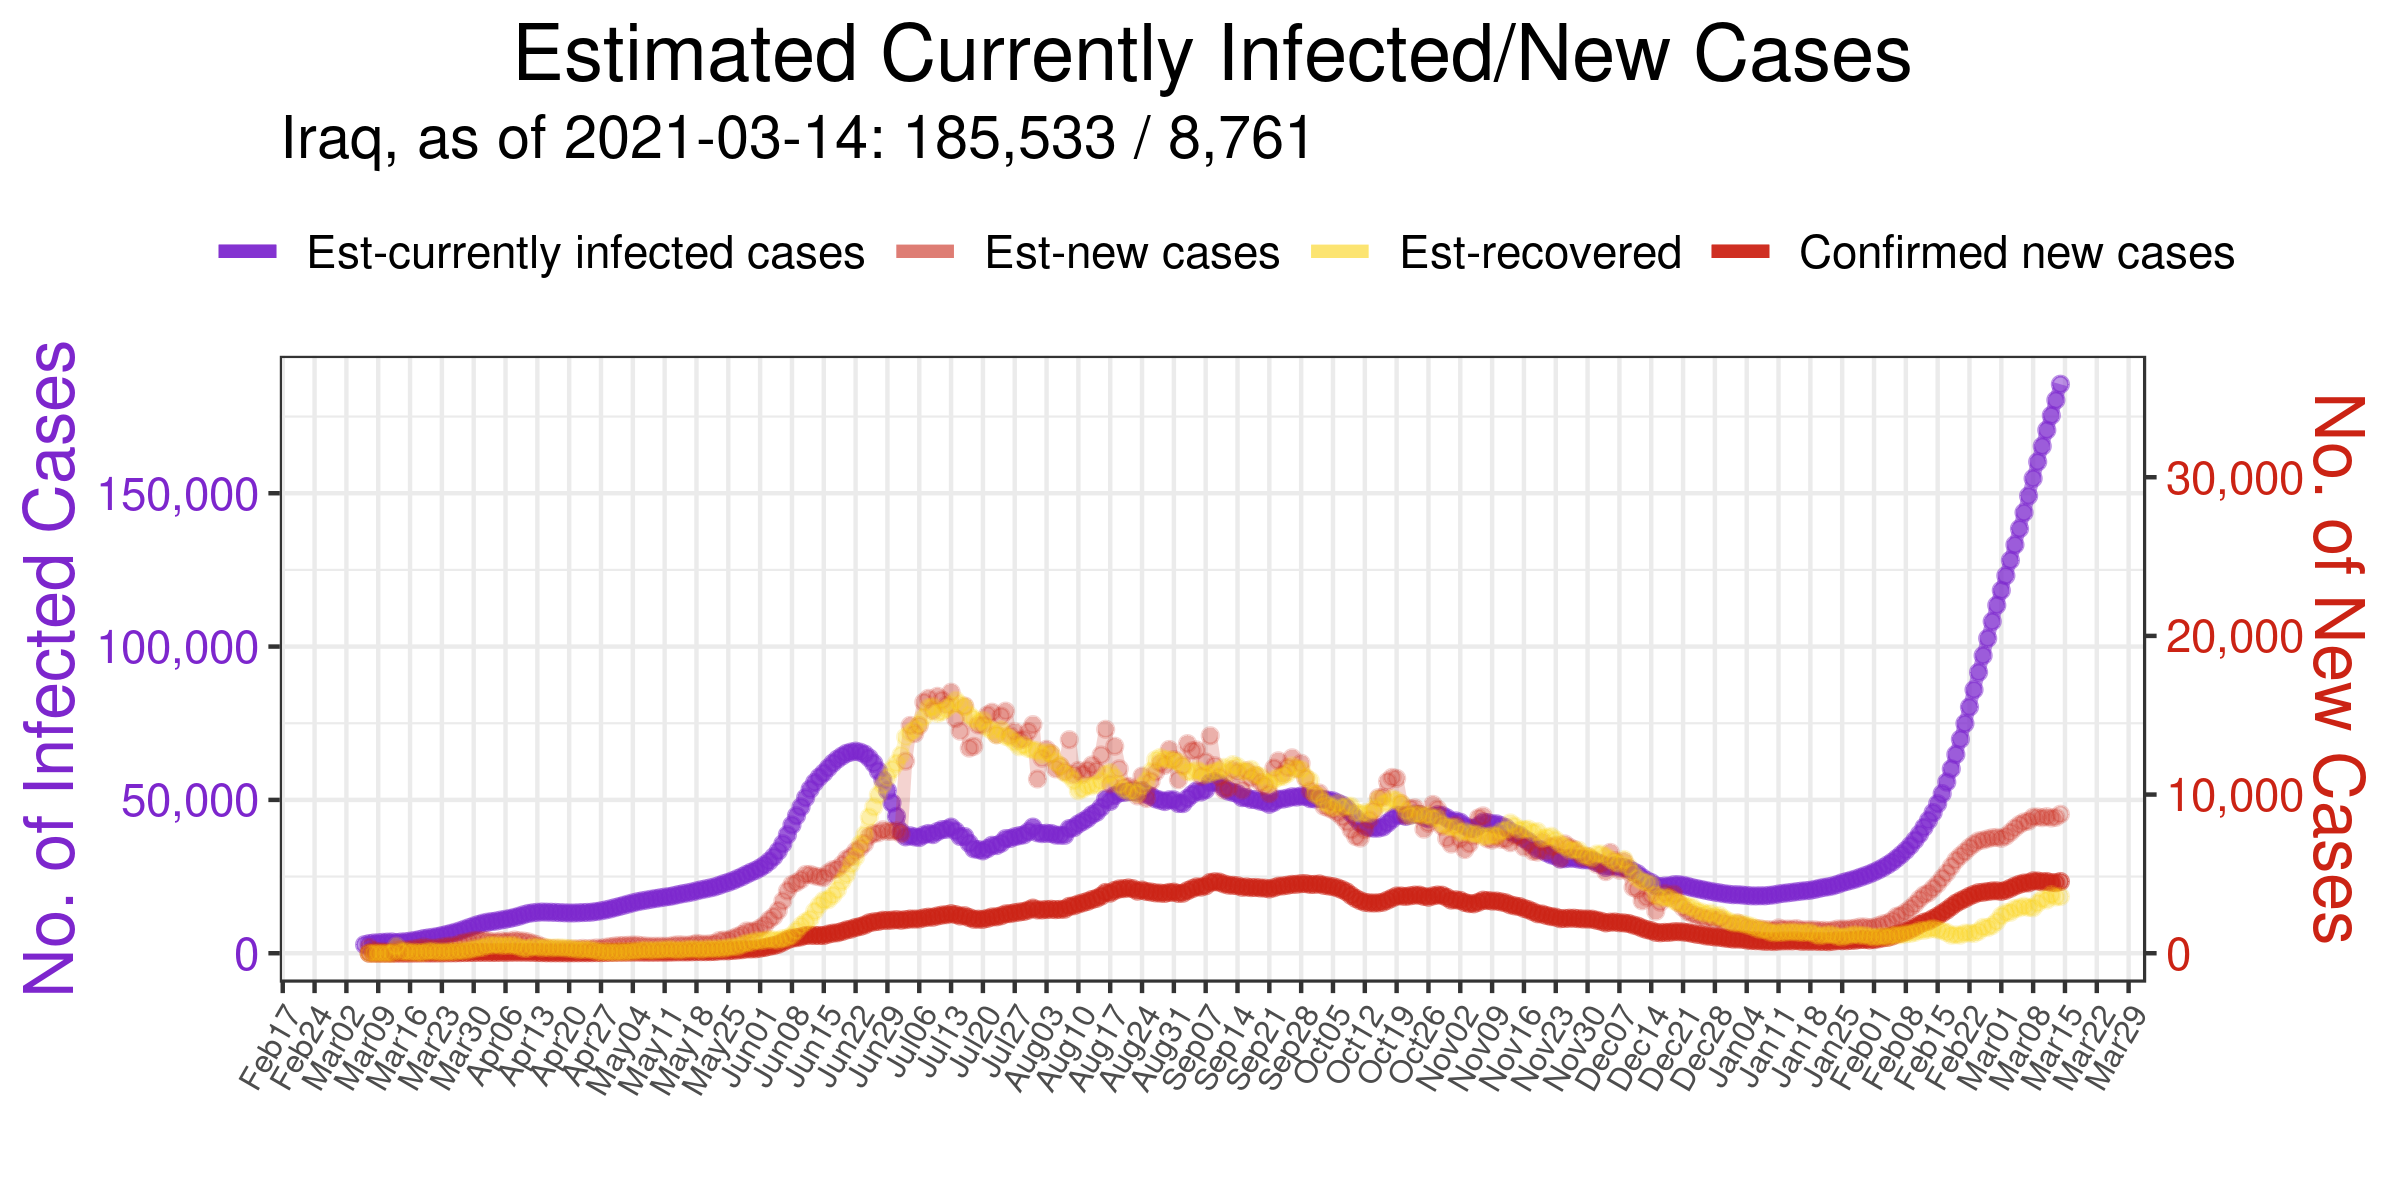 Estimated Currently Infected/New Cases
Iraq, as of 2021-03-14: 185,533 / 8,761
Est-currently infected cases Est-new cases Est-recovered Confirmed new cases
No. of Infected Cases
150,000
100,000
50,000
0
30,000
20,000
10,000
0
No. of New Cases
Feb17 Feb24 Mar02 Mar09 Mar16 Mar23 Mar30 Apr06 Apr13 Apr20 Apr27 May04 May11 May18 May25 Jun01 Jun08 Jun15 Jun22 Jun29 Jul06 Jul13 Jul20 Jul27 Aug03 Aug10 Aug17 Aug24 Aug31 Sep07 Sep14 Sep21 Sep28 Oct05 Oct12 Oct19 Oct26 Nov02 Nov09 Nov16 Nov23 Nov30 Dec07 Dec14 Dec21 Dec28 Jan04 Jan11 Jan18 Jan25 Feb01 Feb08 Feb15 Feb22 Mar01 Mar08 Mar15 Mar22 Mar29